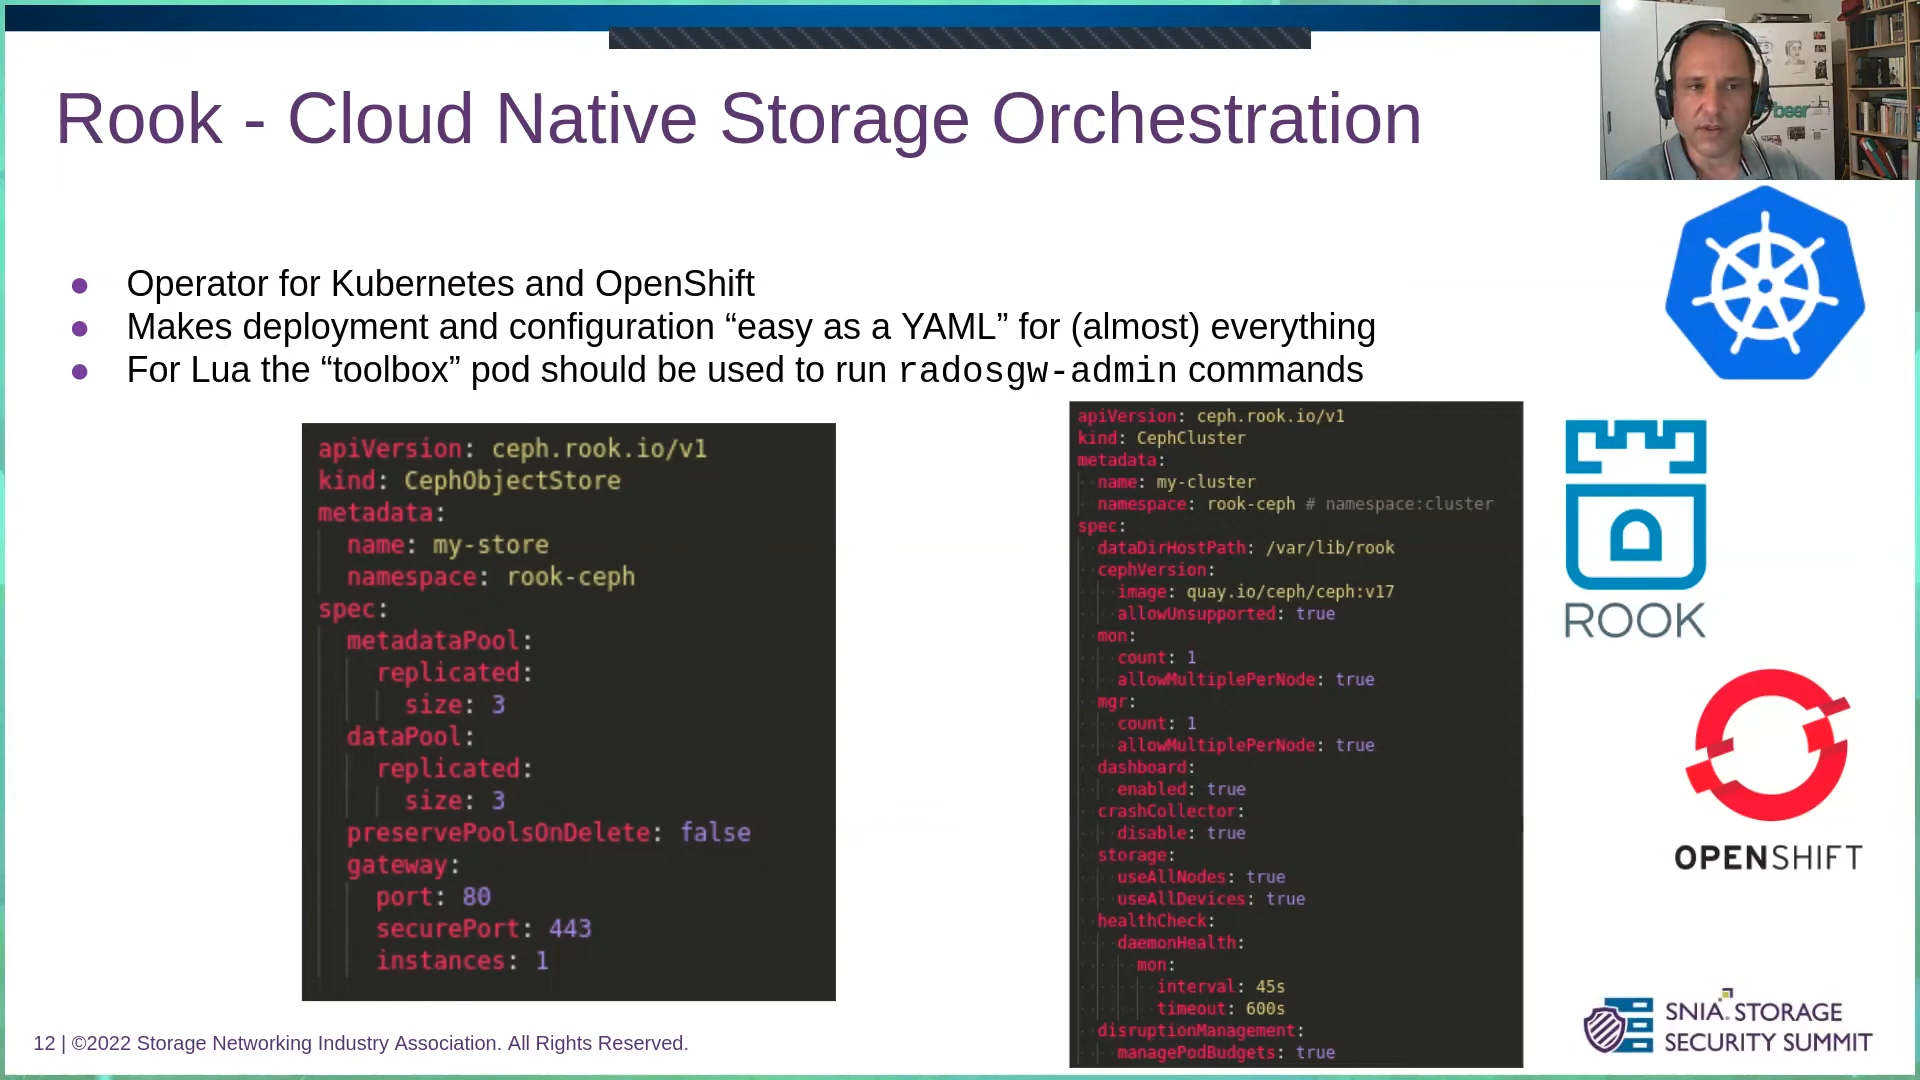 Rook - Cloud Native Storage Orchestration
beer
● Operator for Kubernetes and OpenShift
● Makes deployment and configuration “easy as a YAML” for (almost) everything
● For Lua the “toolbox” pod should be used to run radosgw-admin commands
apiVersion: ceph.rook.io/v1
kind: CephObjectStore
metadata:
  name: my-store
  namespace: rook-ceph
spec:
  metadataPool:
    replicated:
      size: 3
  dataPool:
    replicated:
      size: 3
  preservePoolsOnDelete: false
  gateway:
    port: 80
    securePort: 443
    instances: 1
apiVersion: ceph.rook.io/v1
kind: CephCluster
metadata:
  name: my-cluster
  namespace: rook-ceph # namespace:cluster
spec:
  dataDirHostPath: /var/lib/rook
  cephVersion:
    image: quay.io/ceph/ceph:v17
    allowUnsupported: true
  mon:
    count: 1
    allowMultiplePerNode: true
  mgr:
    count: 1
    allowMultiplePerNode: true
  dashboard:
    enabled: true
  crashCollector:
    disable: true
  storage:
    useAllNodes: true
    useAllDevices: true
  healthCheck:
    daemonHealth:
      mon:
        interval: 45s
        timeout: 600s
  disruptionManagement:
    managePodBudgets: true
ROOK
OPENSHIFT
12 | ©2022 Storage Networking Industry Association. All Rights Reserved.
SNIA. STORAGE
SECURITY SUMMIT